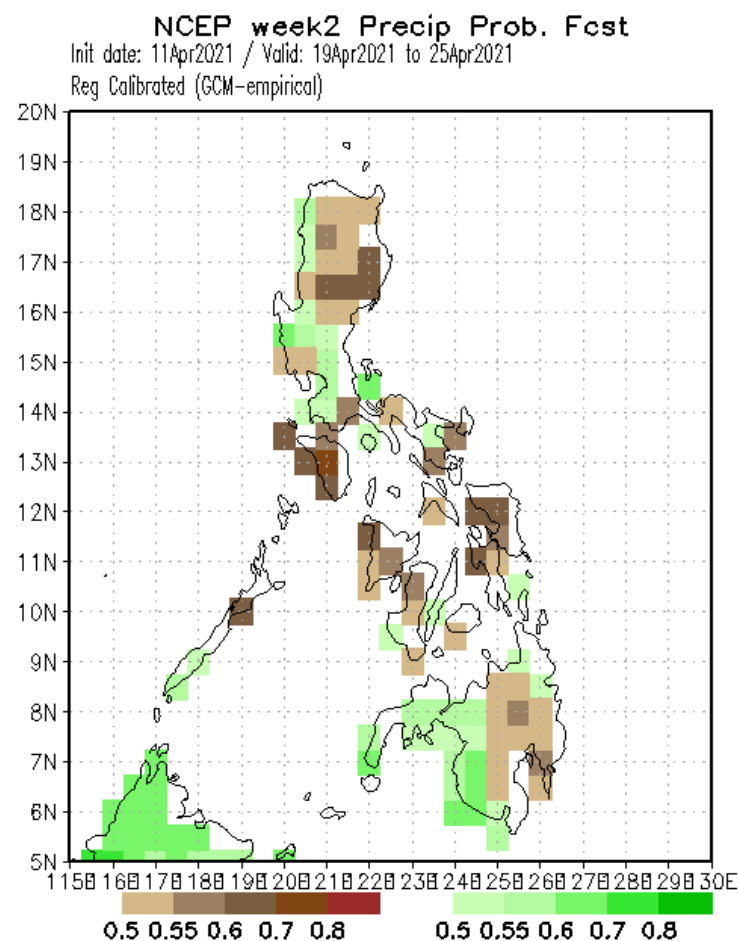 NCEP week2 Precip Prob. Fcst
Init date: 11Apr2021 / Valid: 19Apr2021 to 25Apr2021
Reg Calibrated (GCM-empirical)
20N
19N
18N
17N
16N
15N
14N
13N
12N
11N
10N
9N
8N
7N
6N
5N
0.5 0.55 0.6 0.7 0.8 0.5 0.55 0.6 0.7 0.8